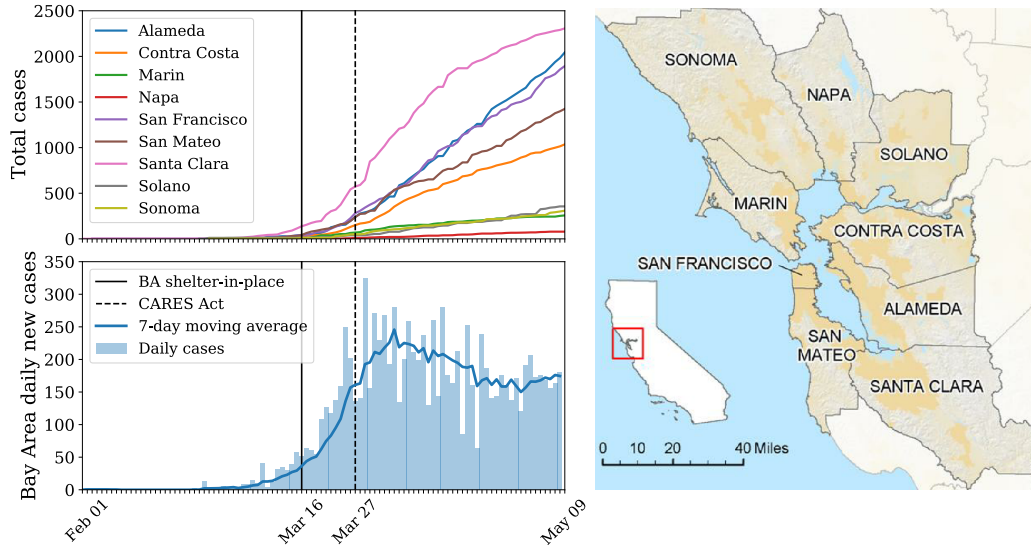 2500
2000
1500
1000
500
0
Total cases
Alameda
Contra Costa
Marin
Napa
San Francisco
San Mateo
Santa Clara
Solano
Sonoma
350
300
250
200
150
100
50
0
Bay Area daily new cases
BA shelter-in-place
CARES Act
7-day moving average
Daily cases
Feb 01
Mar 16
Mar 27
May 09
SONOMA
NAPA
SOLANO
MARIN
CONTRA COSTA
SAN FRANCISCO
ALAMEDA
SAN
MATEO
SANTA CLARA
0 10 20 40 Miles